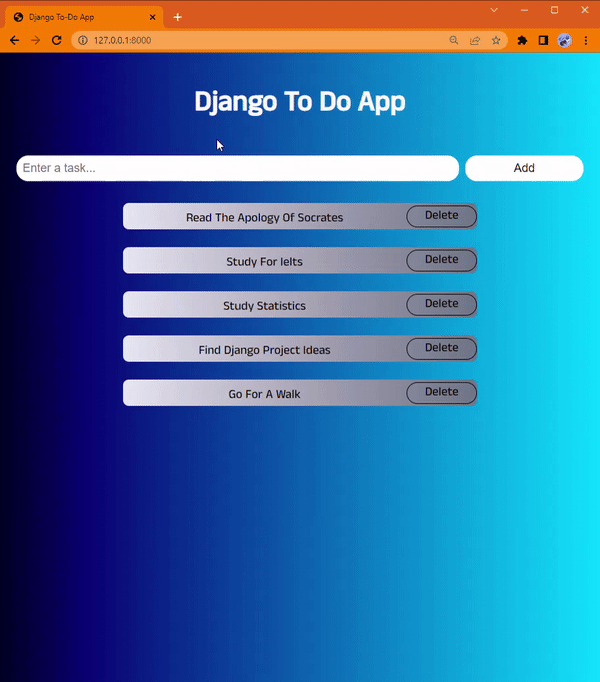 Django To-Do App
127.0.0.1:8000
Django To Do App
Enter a task... Add
Read The Apology Of Socrates Delete
Study For Ielts Delete
Study Statistics Delete
Find Django Project Ideas Delete
Go For A Walk Delete